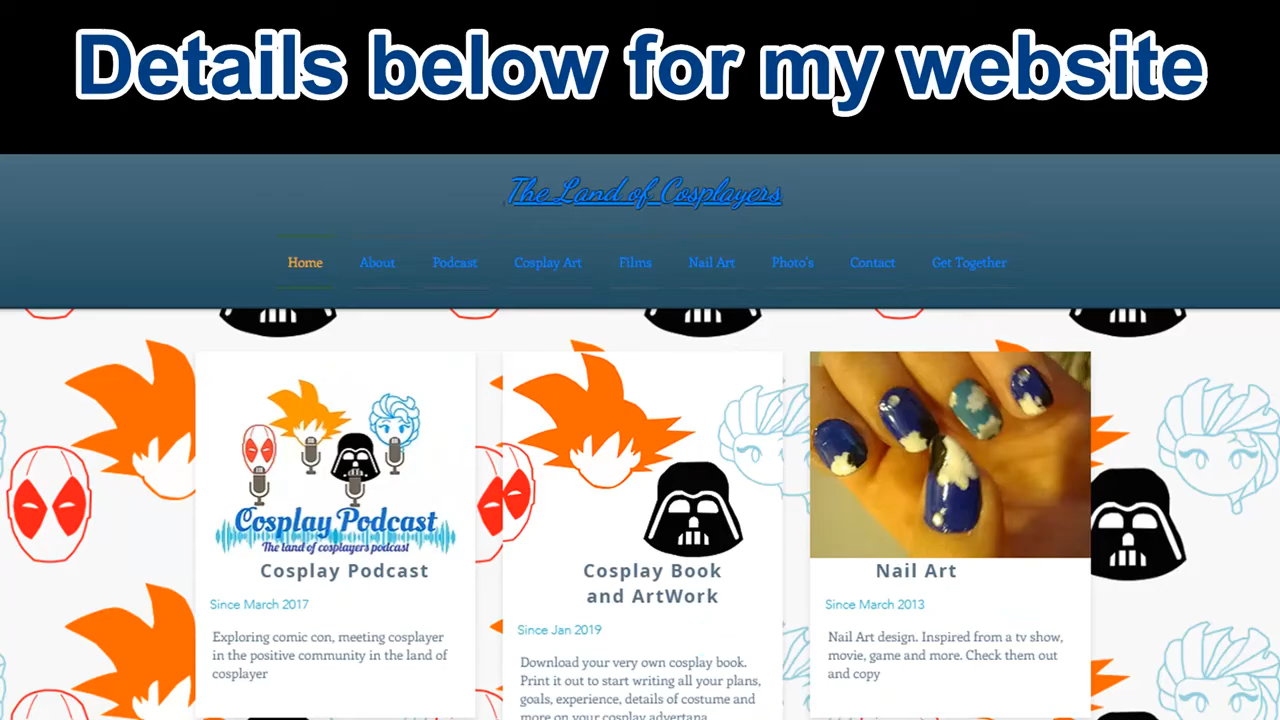 Details below for my website
The Land of Cosplayers
Home About Podcast Cosplay Art Films Nail Art Photo's Contact Get Together
Cosplay Podcast
The land of cosplayers podcast
Cosplay Podcast
Since March 2017
Exploring comic con, meeting cosplayer
in the positive community in the land of
cosplayer
Cosplay Book
and ArtWork
Since Jan 2019
Download your very own cosplay book.
Print it out to start writing all your plans,
goals, experience, details of costume and
more on your cosplay advertana
Nail Art
Since March 2013
Nail Art design. Inspired from a tv show,
movie, game and more. Check them out
and copy